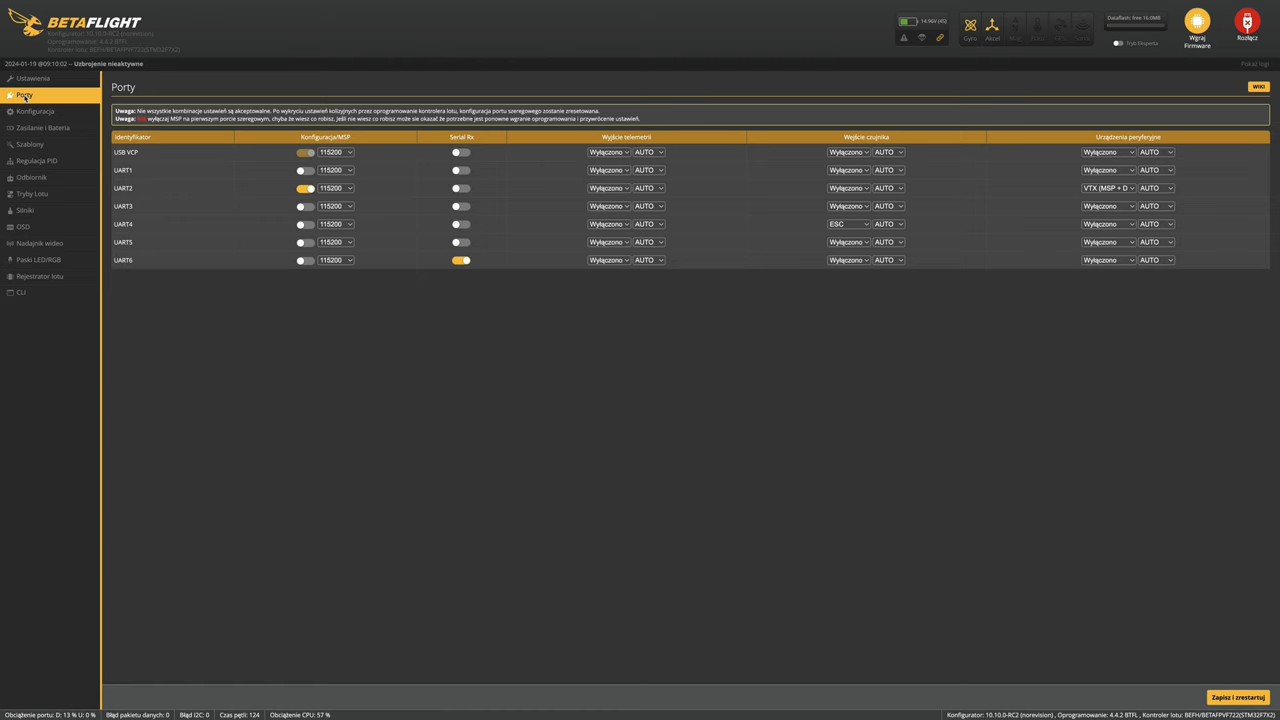 BETAFLIGHT
Konfigurator: 10.10.0-RC2 (norevision)
Oprogramowanie: 4.4.2 BTFL
Kontroler lotu: BEFH/BETAFPVF722(STM32F7X2)
14.96V (4S)
Gyro
Akcel
Dataflash: free 16.0MB
Tryb Eksperta
Wgraj
Firmware
Rozłącz
2024-01-19 @09:10:02 -- Uzbrojenie nieaktywne
Pokaż logi
Ustawienia
Porty
Konfiguracja
Zasilanie i Bateria
Szablony
Regulacja PID
Odbiornik
Tryby Lotu
Silniki
OSD
Nadajnik wideo
Paski LED/RGB
Rejestrator lotu
CLI
Porty
WIKI
Uwaga: Nie wszystkie kombinacje ustawień są akceptowalne. Po wykryciu ustawień kolizyjnych przez oprogramowanie kontrolera lotu, konfiguracja portu szeregowego zostanie zresetowana.
Uwaga: NIE wyłączaj MSP na pierwszym porcie szeregowym, chyba że wiesz co robisz. Jeśli nie wiesz co robisz może się okazać że potrzebne jest ponowne wgranie oprogramowania i przywrócenie ustawień.
Identyfikator Konfiguracja/MSP Serial Rx Wyjście telemetrii Wejście czujnika Urządzenia peryferyjne
USB VCP 115200 Wyłączono AUTO Wyłączono AUTO Wyłączono AUTO
UART1 115200 Wyłączono AUTO Wyłączono AUTO Wyłączono AUTO
UART2 115200 Wyłączono AUTO Wyłączono AUTO VTX (MSP + D AUTO
UART3 115200 Wyłączono AUTO Wyłączono AUTO Wyłączono AUTO
UART4 115200 Wyłączono AUTO ESC AUTO Wyłączono AUTO
UART5 115200 Wyłączono AUTO Wyłączono AUTO Wyłączono AUTO
UART6 115200 Wyłączono AUTO Wyłączono AUTO Wyłączono AUTO
Zapisz i zrestartuj
Obciążenie portu: D: 13 % U: 0 % Błąd pakietu danych: 0 Błąd I2C: 0 Czas pętli: 124 Obciążenie CPU: 57 % Konfigurator: 10.10.0-RC2 (norevision) , Oprogramowanie: 4.4.2 BTFL , Kontroler lotu: BEFH/BETAFPVF722(STM32F7X2)